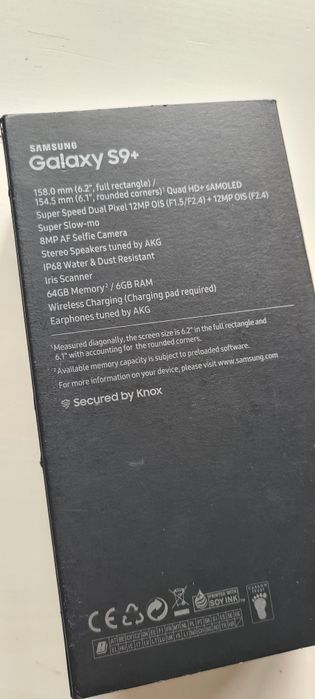 SAMSUNG
Galaxy S9+
158.0 mm (6.2", full rectangle) /
154.5 mm (6.1", rounded corners)¹ Quad HD+ sAMOLED
Super Speed Dual Pixel 12MP OIS (F1.5/F2.4) + 12MP OIS (F2.4)
Super Slow-mo
8MP AF Selfie Camera
Stereo Speakers tuned by AKG
IP68 Water & Dust Resistant
Iris Scanner
64GB Memory² / 6GB RAM
Wireless Charging (Charging pad required)
Earphones tuned by AKG
¹Measured diagonally, the screen size is 6.2" in the full rectangle and
6.1" with accounting for the rounded corners.
²Available memory capacity is subject to preloaded software.
For more information on your device, please visit www.samsung.com
Secured by Knox
CE
PRINTED WITH
SOY INK